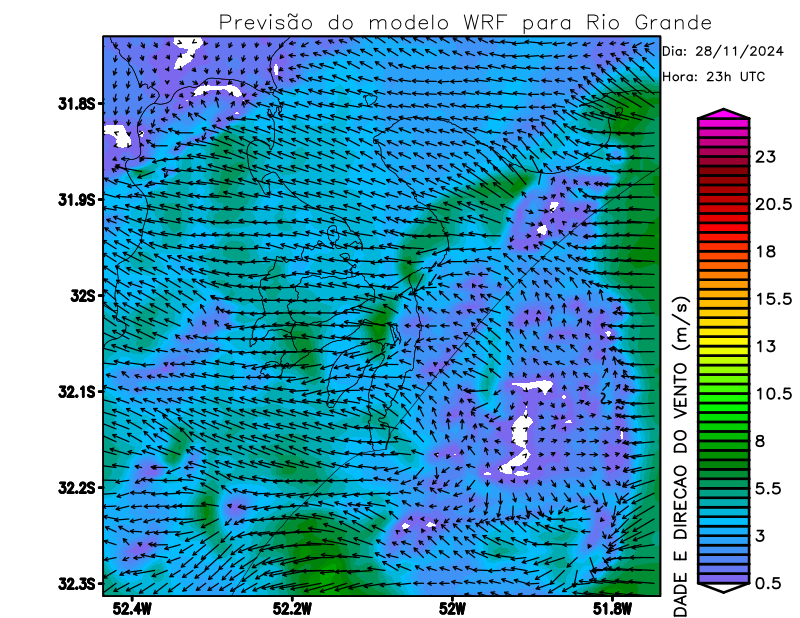 Previsão do modelo WRF para Rio Grande
Dia: 28/11/2024
Hora: 23h UTC
31.8S
31.9S
32S
32.1S
32.2S
32.3S
52.4W
52.2W
52W
51.8W
23
20.5
18
15.5
13
10.5
8
5.5
3
0.5
DADE E DIRECAO DO VENTO (m/s)